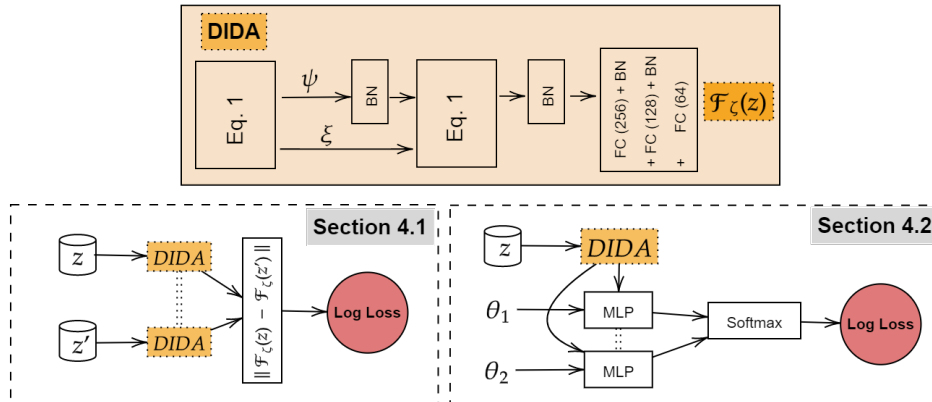 DIDA
Eq. 1
ψ
ξ
BN
Eq. 1
BN
FC (256) + BN
+ FC (128) + BN
+ FC (64)
ℱζ(z)
Section 4.1
z
DIDA
z′
DIDA
‖ ℱζ(z) − ℱζ(z′) ‖
Log Loss
Section 4.2
z
DIDA
θ1
MLP
θ2
MLP
Softmax
Log Loss